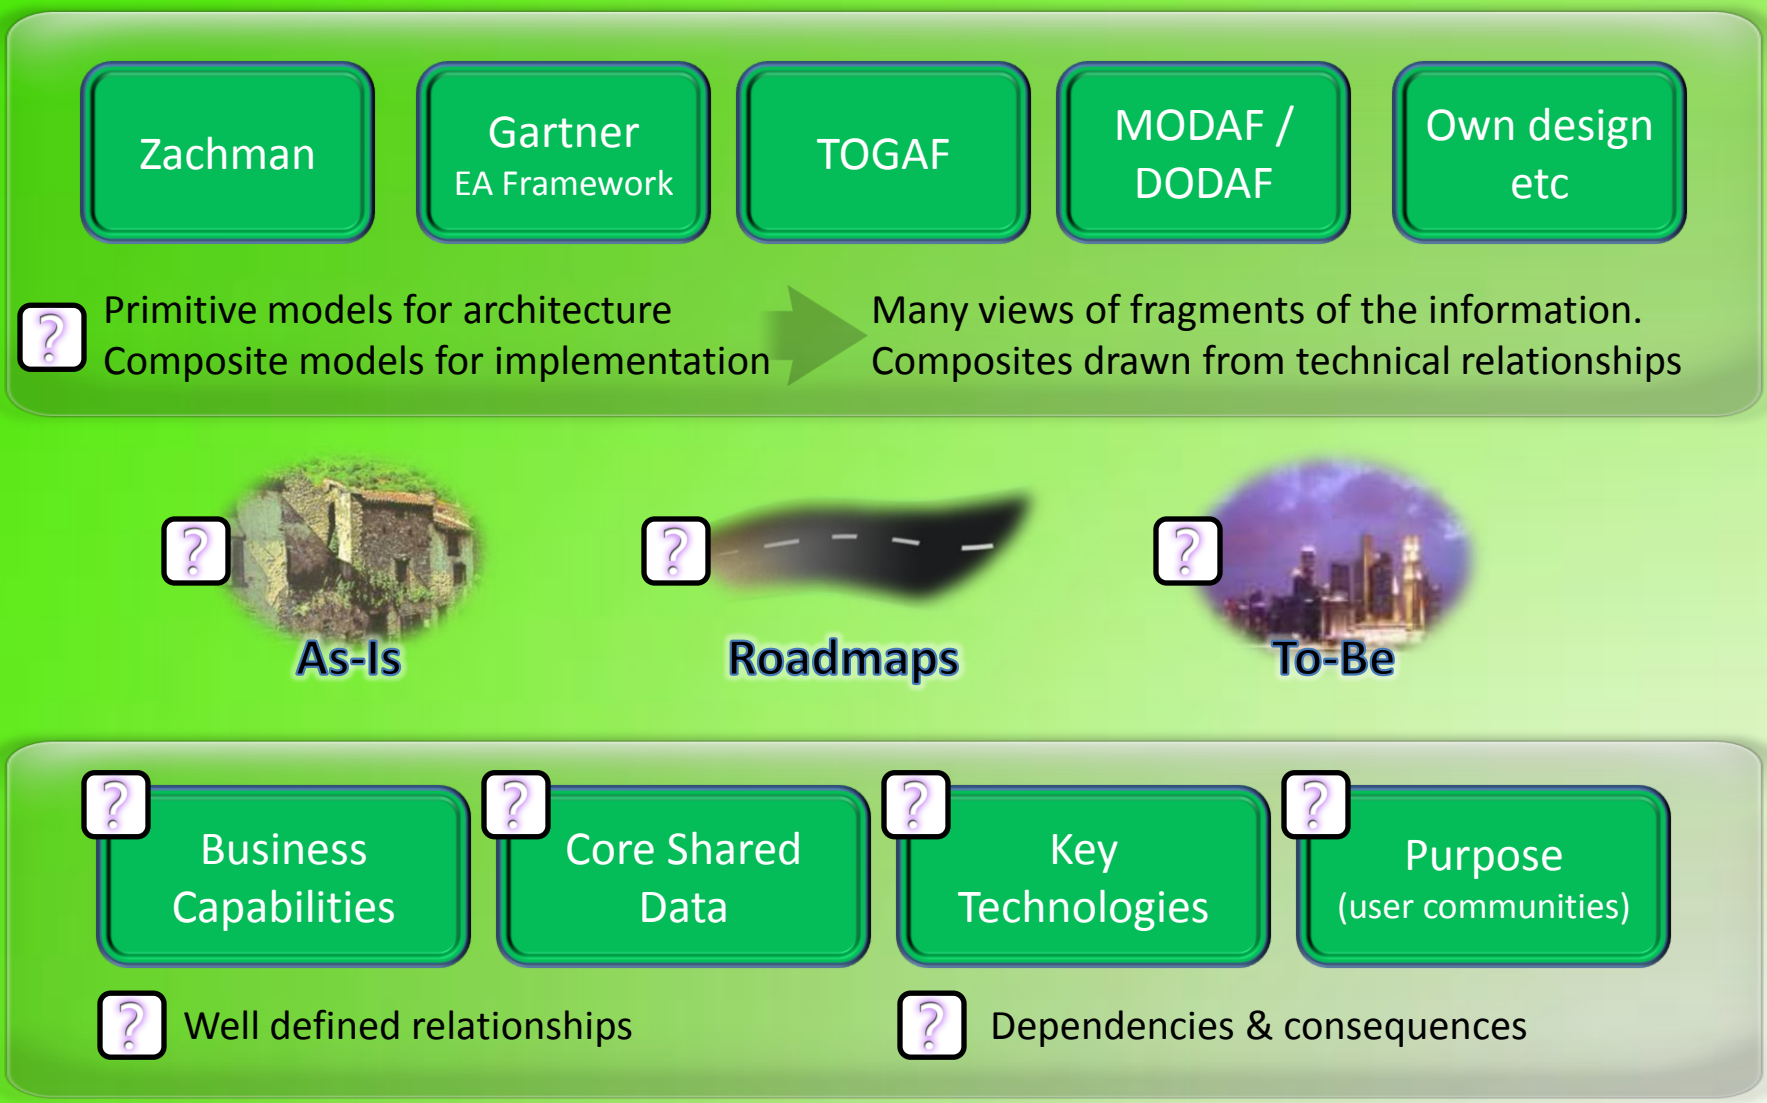 Zachman
Gartner
EA Framework
TOGAF
MODAF /
DODAF
Own design
etc
?
Primitive models for architecture
Composite models for implementation
Many views of fragments of the information.
Composites drawn from technical relationships
?
As-Is
?
Roadmaps
?
To-Be
?
Business
Capabilities
?
Core Shared
Data
?
Key
Technologies
?
Purpose
(user communities)
?
Well defined relationships
?
Dependencies & consequences